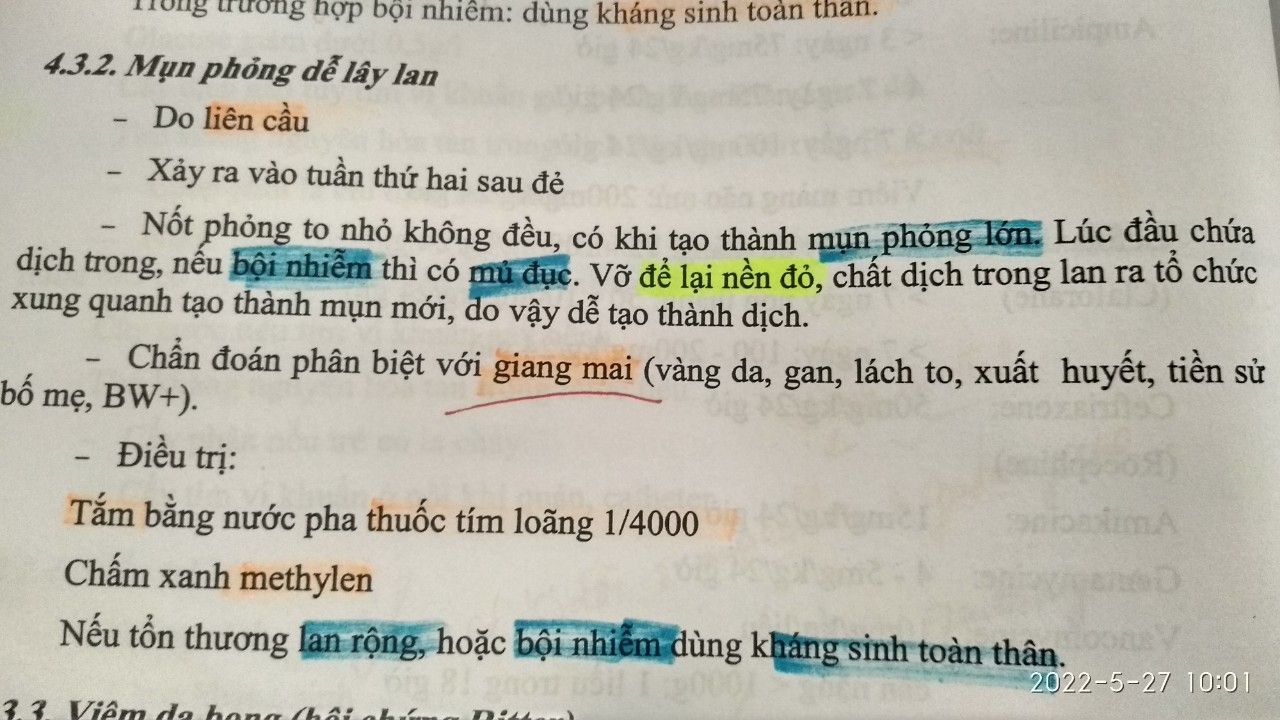 Trong trường hợp bội nhiễm: dùng kháng sinh toàn thân.
4.3.2. Mụn phỏng dễ lây lan
– Do liên cầu
– Xảy ra vào tuần thứ hai sau đẻ
– Nốt phỏng to nhỏ không đều, có khi tạo thành mụn phỏng lớn. Lúc đầu chứa
dịch trong, nếu bội nhiễm thì có mủ đục. Vỡ để lại nền đỏ, chất dịch trong lan ra tổ chức
xung quanh tạo thành mụn mới, do vậy dễ tạo thành dịch.
– Chẩn đoán phân biệt với giang mai (vàng da, gan, lách to, xuất huyết, tiền sử
bố mẹ, BW+).
– Điều trị:
Tắm bằng nước pha thuốc tím loãng 1/4000
Chấm xanh methylen
Nếu tổn thương lan rộng, hoặc bội nhiễm dùng kháng sinh toàn thân.
2022-5-27 10:01
3.3. Viêm da bong (hội chứng Ritter)